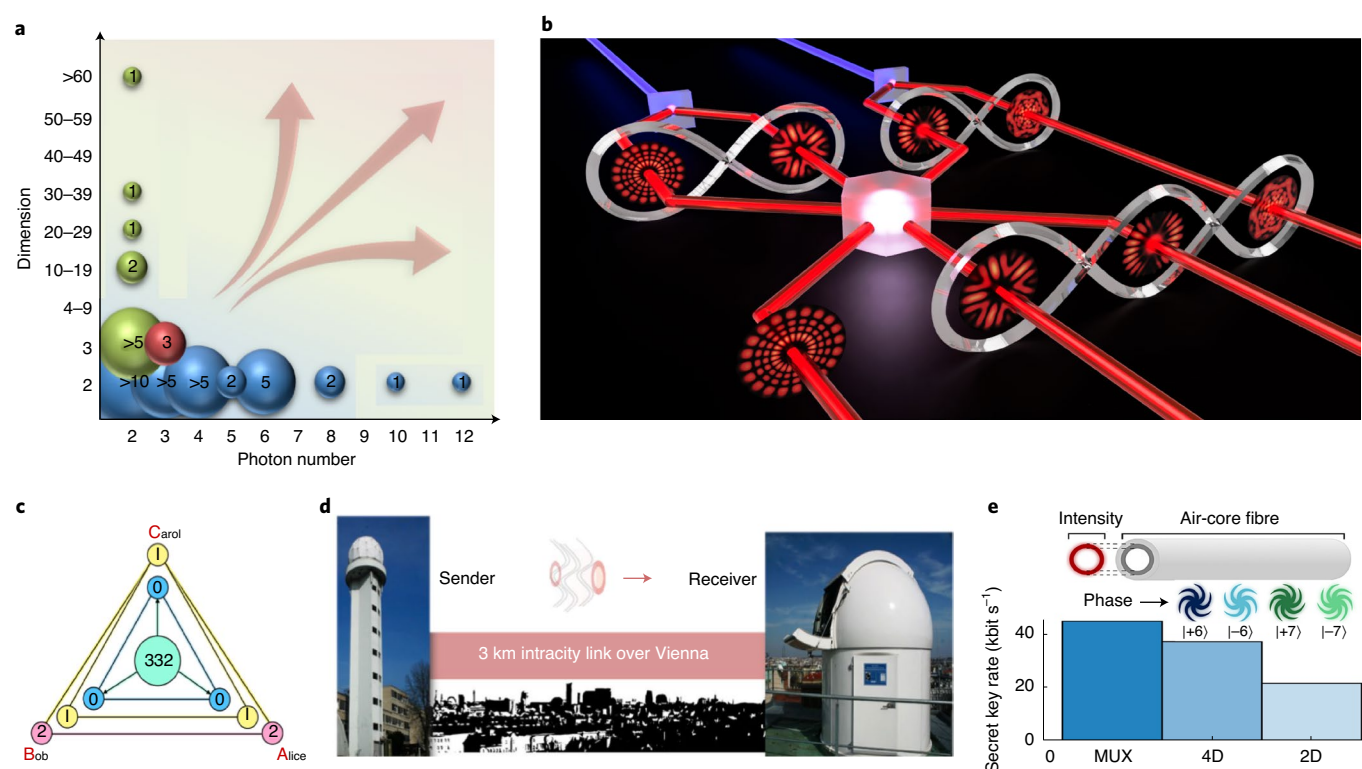 a
>60
50–59
40–49
30–39
20–29
10–19
4–9
3
2
Dimension
1
1
1
2
>5
3
>10
>5
>5
2
5
2
1
1
2 3 4 5 6 7 8 9 10 11 12
Photon number
b
c
Carol
I
0
332
0
0
I
I
2
2
Bob
Alice
d
Sender
Receiver
3 km intracity link over Vienna
e
Intensity
Air-core fibre
Phase
|+6⟩ |−6⟩ |+7⟩ |−7⟩
Secret key rate (kbit s⁻¹)
40
20
0
0 MUX 4D 2D